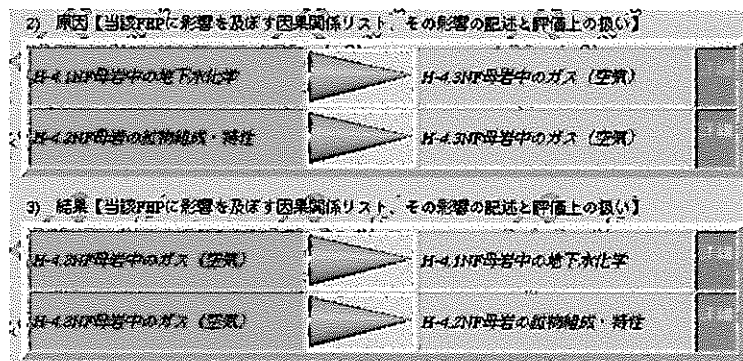 2) 原因【当該FEPに影響を及ぼす因果関係リスト、その影響の記述と評価上の扱い】
H-4.1NF母岩中の地下水化学 H-4.3NF母岩中のガス（空気）
H-4.2NF母岩の鉱物組成・特性 H-4.3NF母岩中のガス（空気）
3) 結果【当該FEPに影響を及ぼす因果関係リスト、その影響の記述と評価上の扱い】
H-4.3NF母岩中のガス（空気） H-4.1NF母岩中の地下水化学
H-4.3NF母岩中のガス（空気） H-4.2NF母岩の鉱物組成・特性